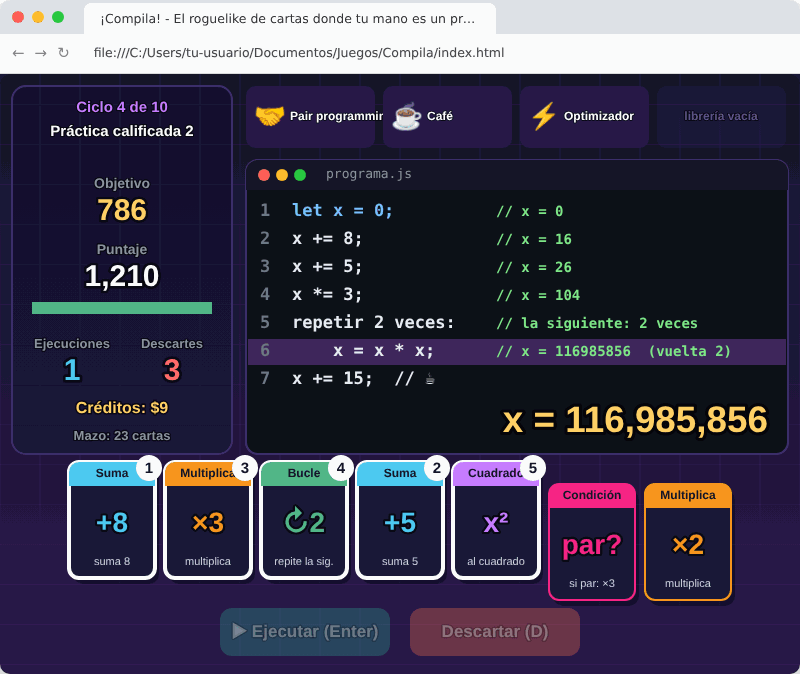 ¡Compila! - El roguelike de cartas donde tu mano es un pr…
file:///C:/Users/tu-usuario/Documentos/Juegos/Compila/index.html
Ciclo 4 de 10
Práctica calificada 2
Objetivo
786
Puntaje
1,210
Ejecuciones Descartes
1 3
Créditos: $9
Mazo: 23 cartas
Pair programmin
Café
Optimizador
librería vacía
programa.js
1 let x = 0; // x = 0
2 x += 8; // x = 16
3 x += 5; // x = 26
4 x *= 3; // x = 104
5 repetir 2 veces: // la siguiente: 2 veces
6 x = x * x; // x = 116985856 (vuelta 2)
7 x += 15; // ☕
x = 116,985,856
Suma 1
+8
suma 8
Multiplica 3
×3
multiplica
Bucle 4
↻2
repite la sig.
Suma 2
+5
suma 5
Cuadrado 5
x²
al cuadrado
Condición
par?
si par: ×3
Multiplica
×2
multiplica
▶ Ejecutar (Enter)
Descartar (D)